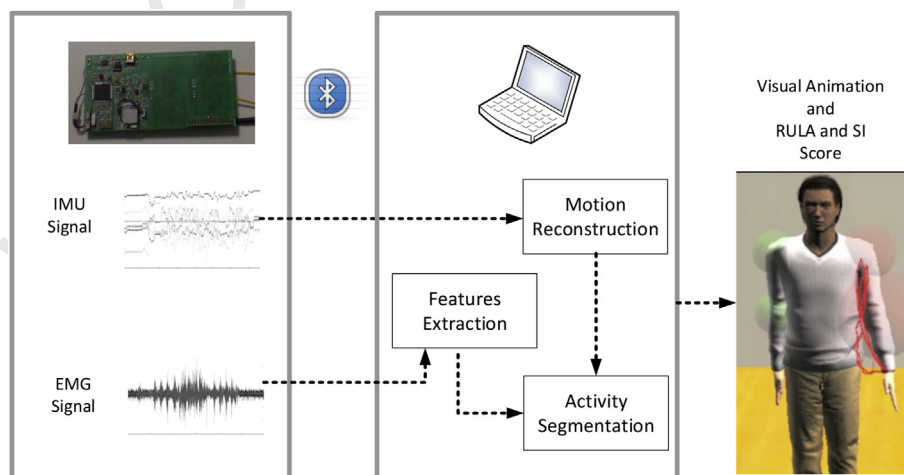 IMU
Signal
EMG
Signal
Motion
Reconstruction
Features
Extraction
Activity
Segmentation
Visual Animation
and
RULA and SI
Score